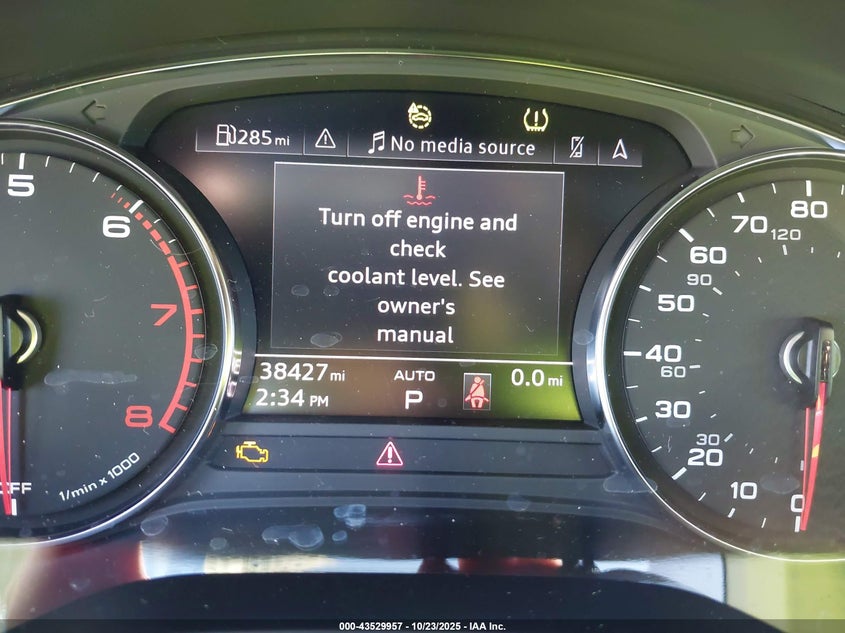 285 mi
No media source
Turn off engine and
check
coolant level. See
owner's
manual
38427 mi
AUTO
0.0 mi
2:34 PM
P
5
6
7
8
1/min x 1000
OFF
80
70
120
60
90
50
40
60
30
30
20
10
0
000-43529957 - 10/23/2025 - IAA Inc.